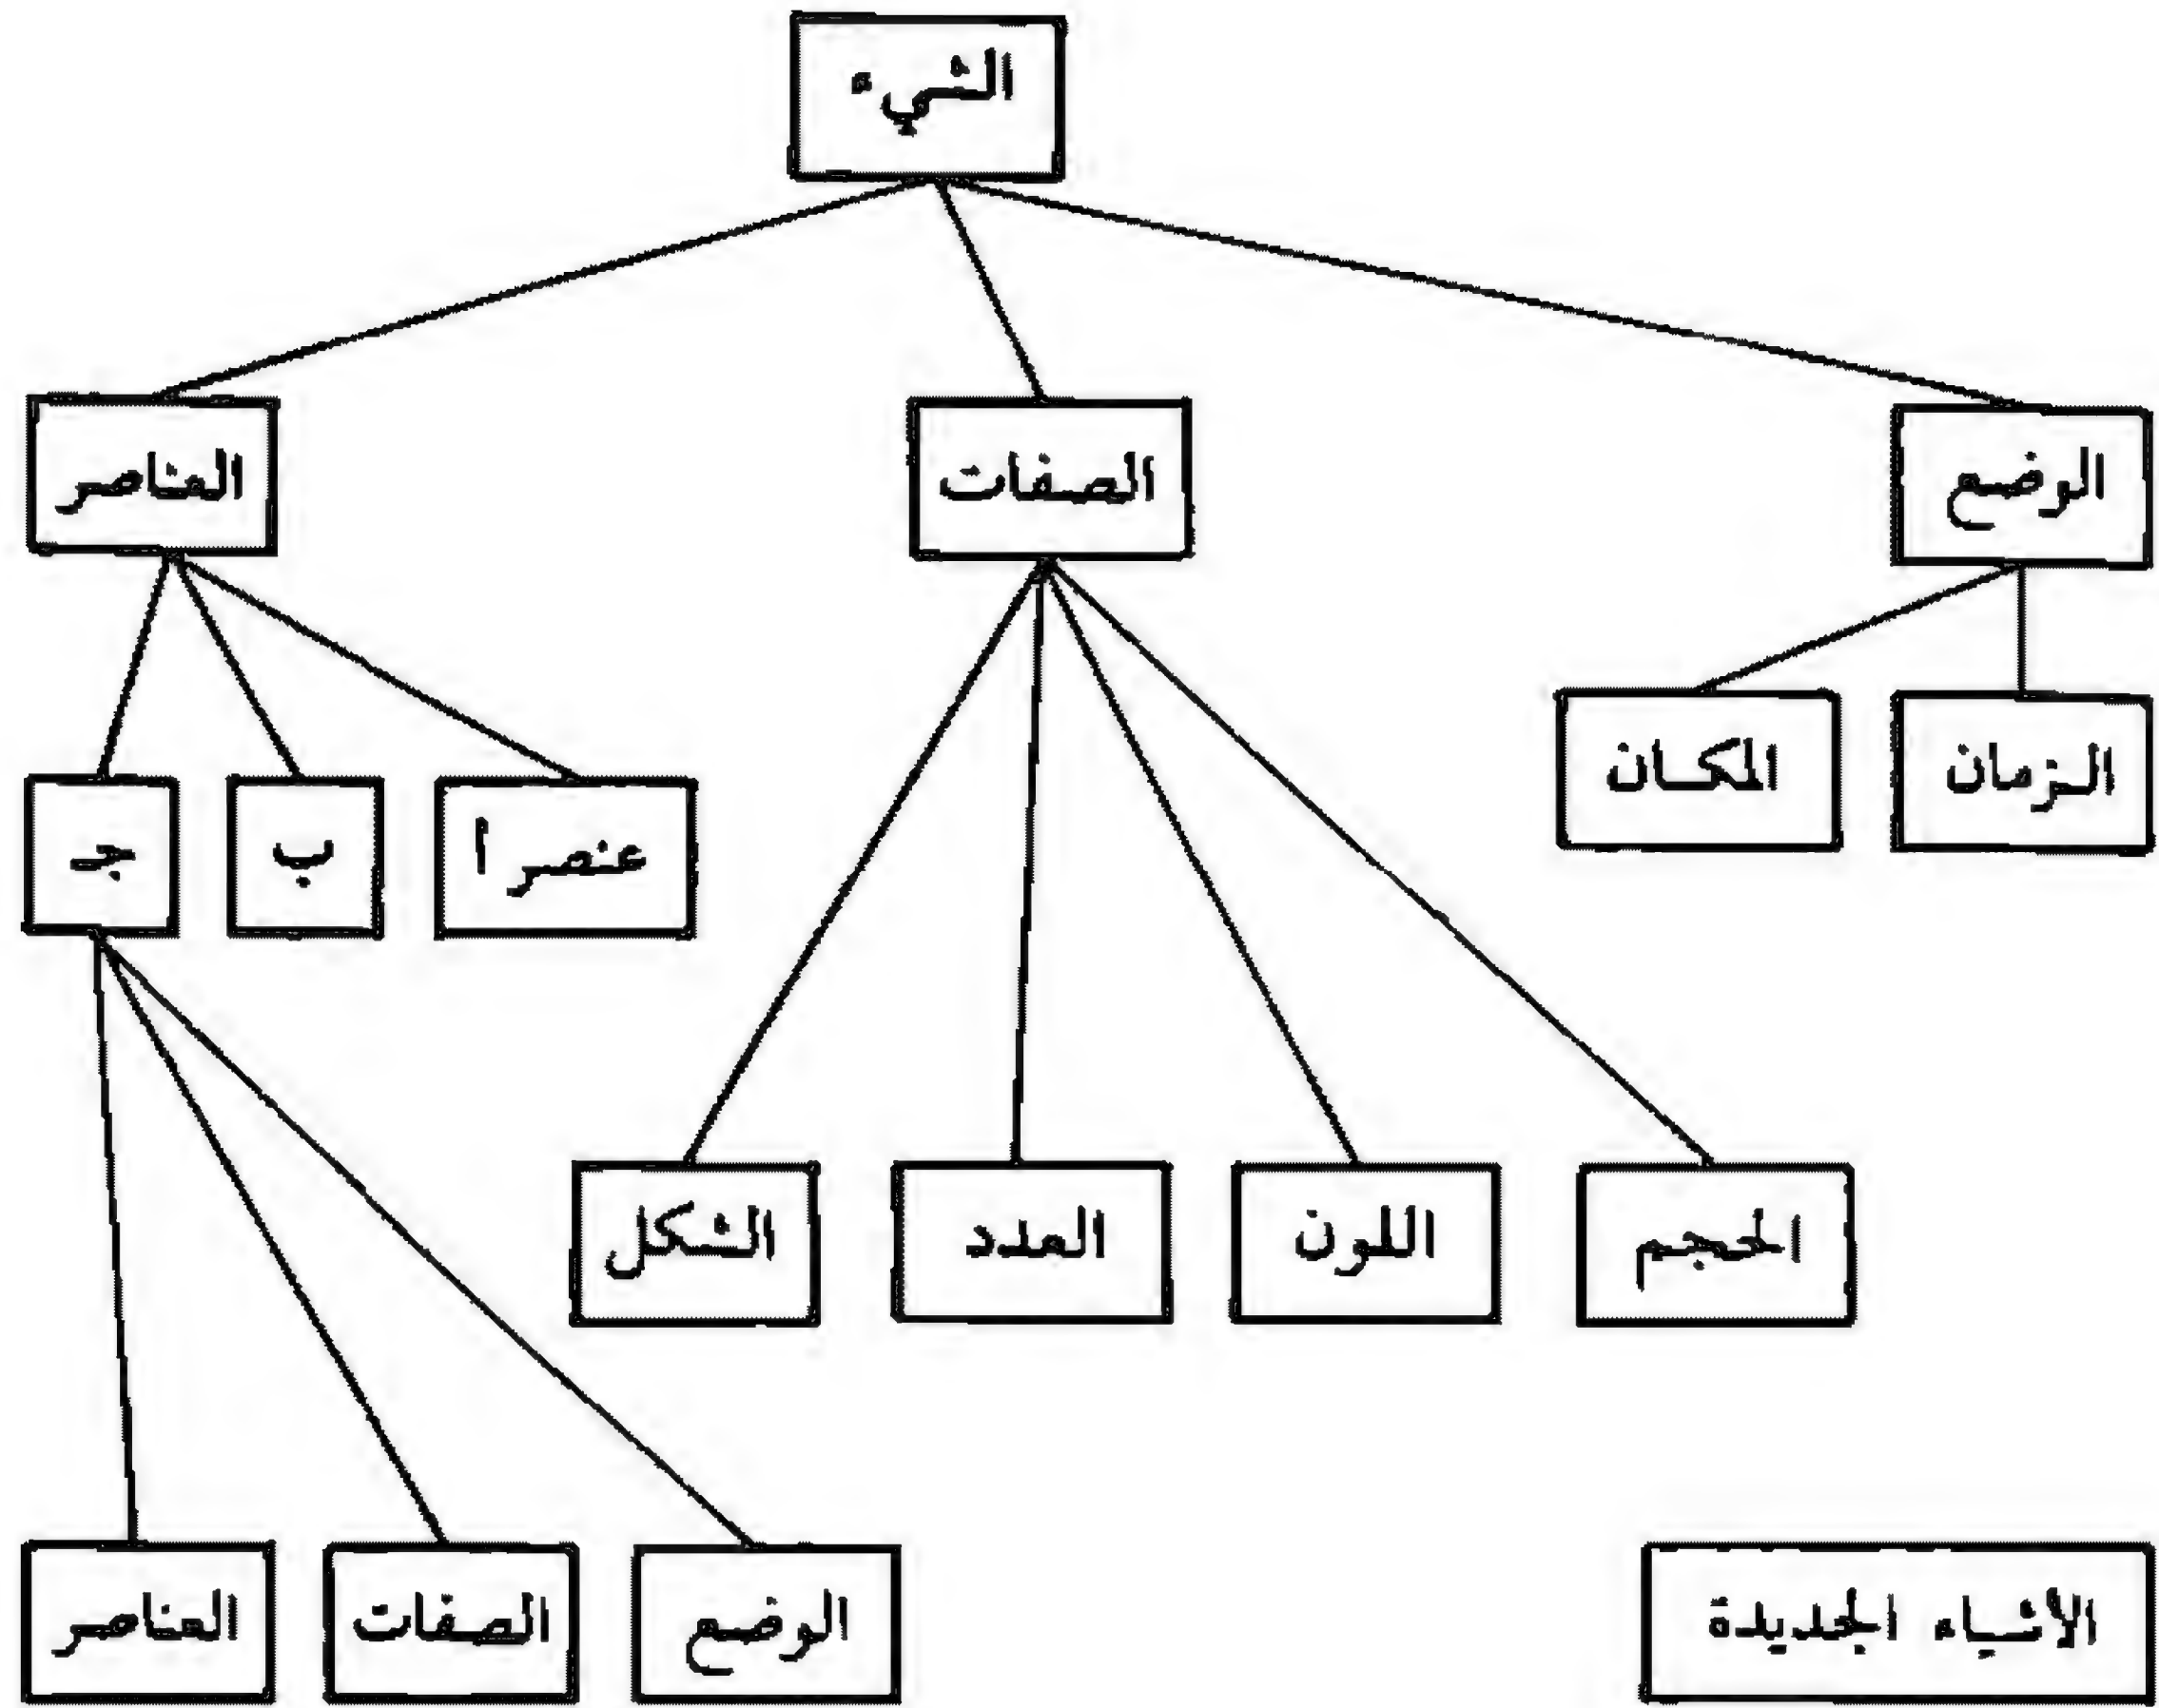 الشيء
الوضع
الصفات
العناصر
الزمان
المكان
عنصر أ
ب
جـ
الحجم
اللون
العدد
الشكل
الأشياء الجديدة
الوضع
الصفات
العناصر